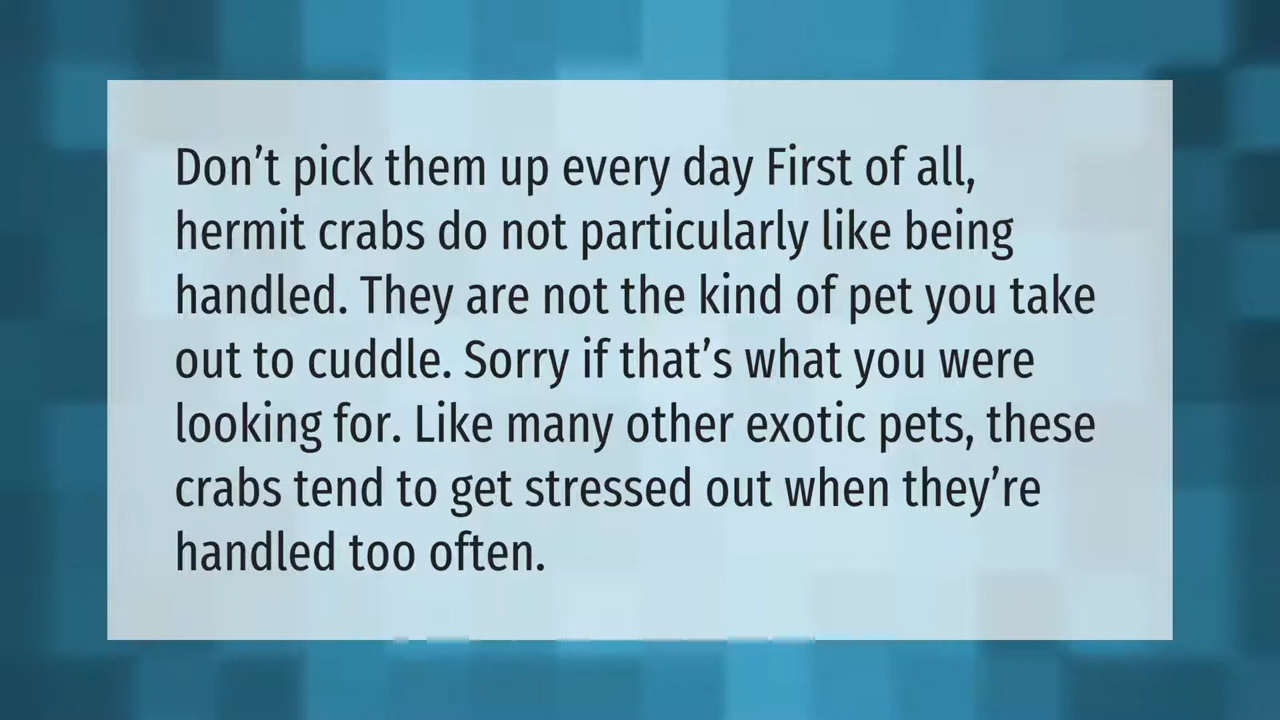 Don’t pick them up every day First of all,
hermit crabs do not particularly like being
handled. They are not the kind of pet you take
out to cuddle. Sorry if that’s what you were
looking for. Like many other exotic pets, these
crabs tend to get stressed out when they’re
handled too often.